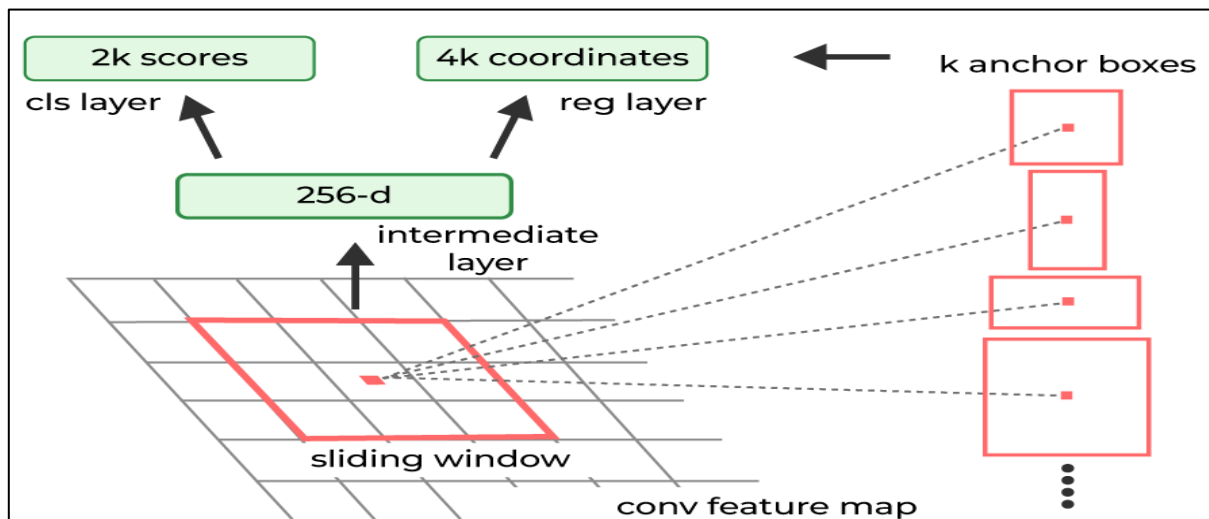 2k scores
4k coordinates
k anchor boxes
cls layer
reg layer
256-d
intermediate
layer
sliding window
conv feature map